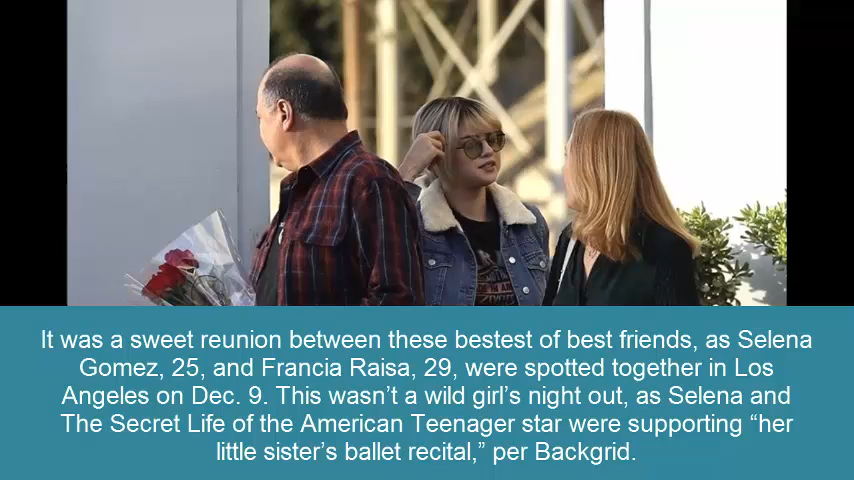 It was a sweet reunion between these bestest of best friends, as Selena
Gomez, 25, and Francia Raisa, 29, were spotted together in Los
Angeles on Dec. 9. This wasn’t a wild girl’s night out, as Selena and
The Secret Life of the American Teenager star were supporting “her
little sister’s ballet recital,” per Backgrid.